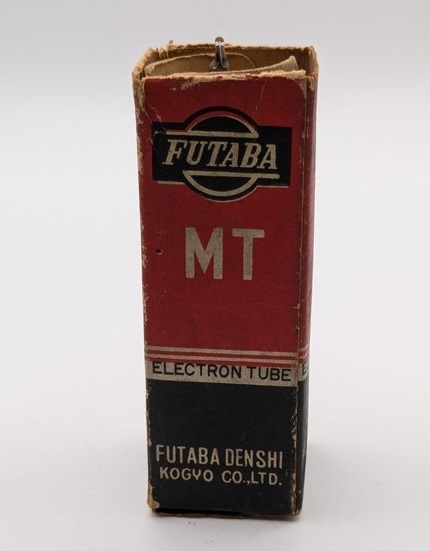 FUTABA
MT
ELECTRON TUBE
FUTABA DENSHI
KOGYO CO.,LTD.